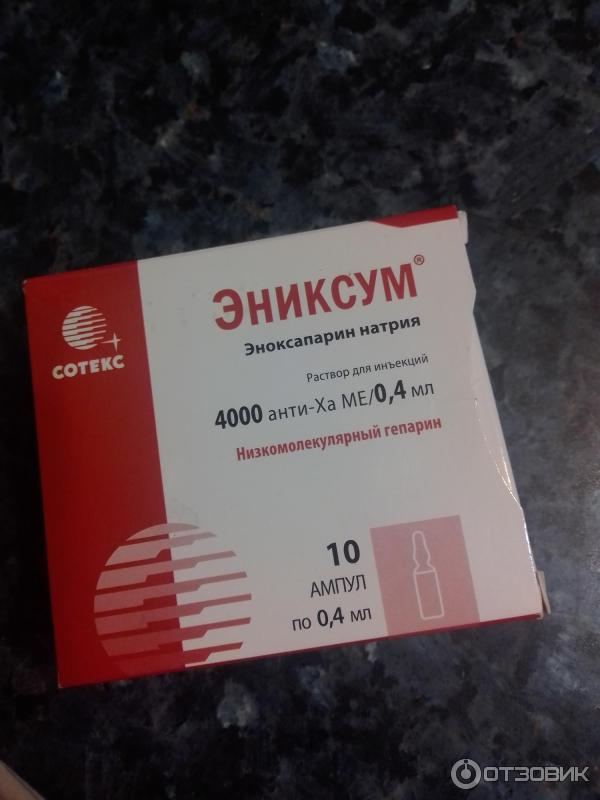 ЭНИКСУМ®
Эноксапарин натрия
СОТЕКС
Раствор для инъекций
4000 анти-Ха МЕ/0,4 мл
Низкомолекулярный гепарин
10
АМПУЛ
по 0,4 мл
ОТЗОВИК